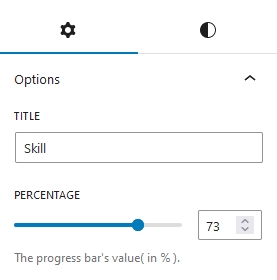 Options
TITLE
Skill
PERCENTAGE
73
The progress bar's value( in % ).